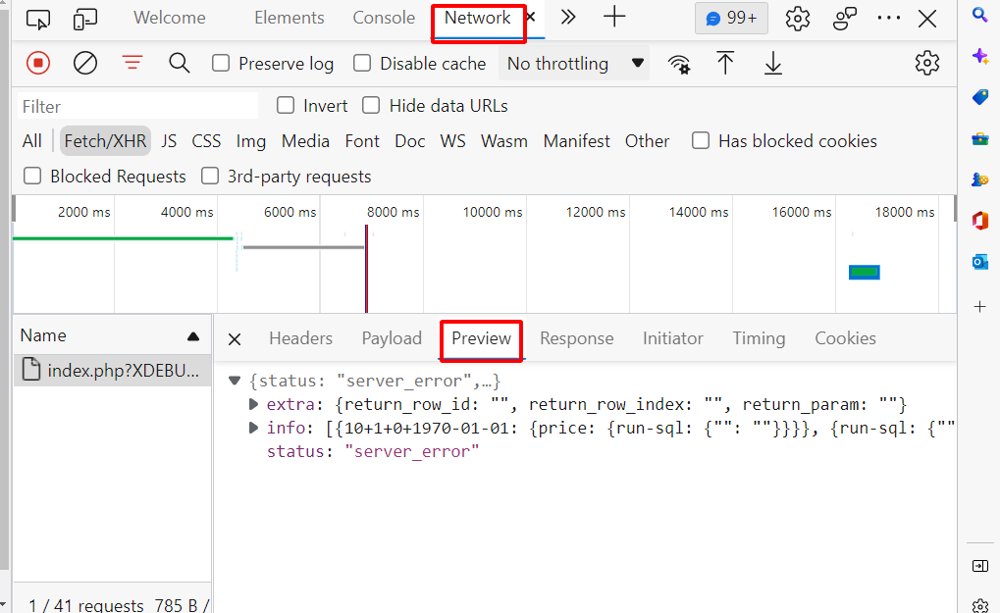 Welcome Elements Console Network × 99+
Preserve log Disable cache No throttling
Filter Invert Hide data URLs
All Fetch/XHR JS CSS Img Media Font Doc WS Wasm Manifest Other Has blocked cookies
Blocked Requests 3rd-party requests
2000 ms 4000 ms 6000 ms 8000 ms 10000 ms 12000 ms 14000 ms 16000 ms 18000 ms
Name Headers Payload Preview Response Initiator Timing Cookies
index.php?XDEBU...
{status: "server_error",…}
extra: {return_row_id: "", return_row_index: "", return_param: ""}
info: [{10+1+0+1970-01-01: {price: {run-sql: {"": ""}}}}, {run-sql: {""
status: "server_error"
1 / 41 requests 785 B /